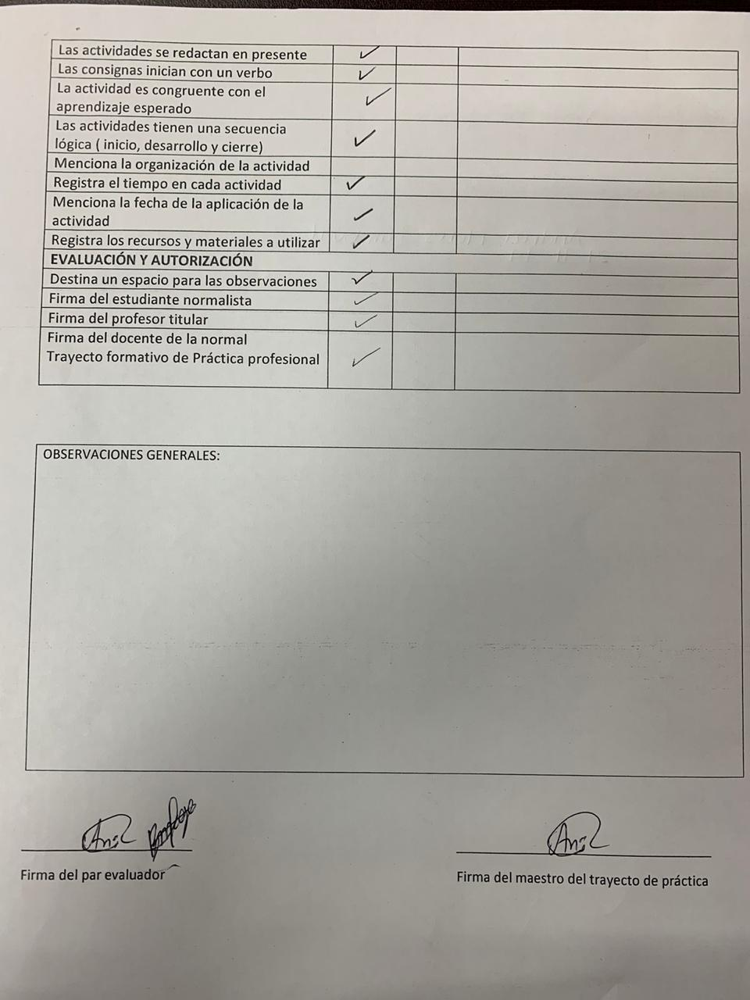 Las actividades se redactan en presente ✓
Las consignas inician con un verbo ✓
La actividad es congruente con el
aprendizaje esperado ✓
Las actividades tienen una secuencia
lógica ( inicio, desarrollo y cierre) ✓
Menciona la organización de la actividad
Registra el tiempo en cada actividad ✓
Menciona la fecha de la aplicación de la
actividad ✓
Registra los recursos y materiales a utilizar ✓
EVALUACIÓN Y AUTORIZACIÓN
Destina un espacio para las observaciones ✓
Firma del estudiante normalista ✓
Firma del profesor titular ✓
Firma del docente de la normal
Trayecto formativo de Práctica profesional ✓
OBSERVACIONES GENERALES:
Firma del par evaluador
Firma del maestro del trayecto de práctica